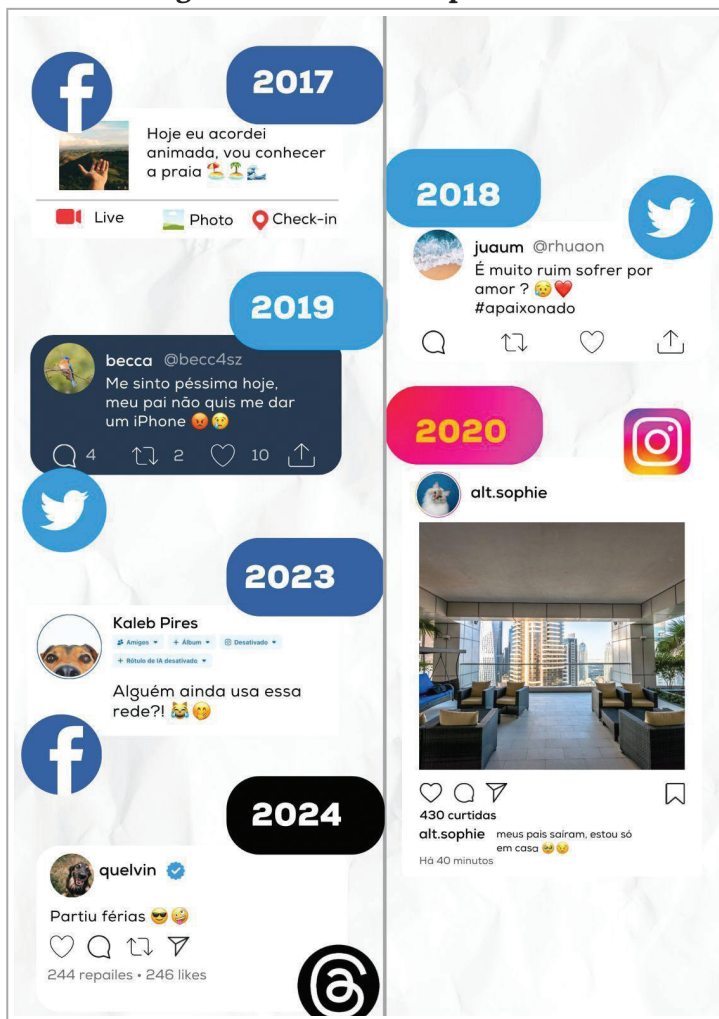 2017
Hoje eu acordei
animada, vou conhecer
a praia 🏖️🏝️🌊
Live Photo Check-in
2018
juaum @rhuaon
É muito ruim sofrer por
amor ? 😥❤️
#apaixonado
2019
becca @becc4sz
Me sinto péssima hoje,
meu pai não quis me dar
um iPhone 😡😢
4 2 10
2020
alt.sophie
430 curtidas
alt.sophie meus pais saíram, estou só
em casa 🥹😣
Há 40 minutos
2023
Kaleb Pires
Amigos + Álbum Desativado
+ Rótulo de IA desativado
Alguém ainda usa essa
rede?! 😹🤭
2024
quelvin
Partiu férias 😎🤪
244 repailes • 246 likes